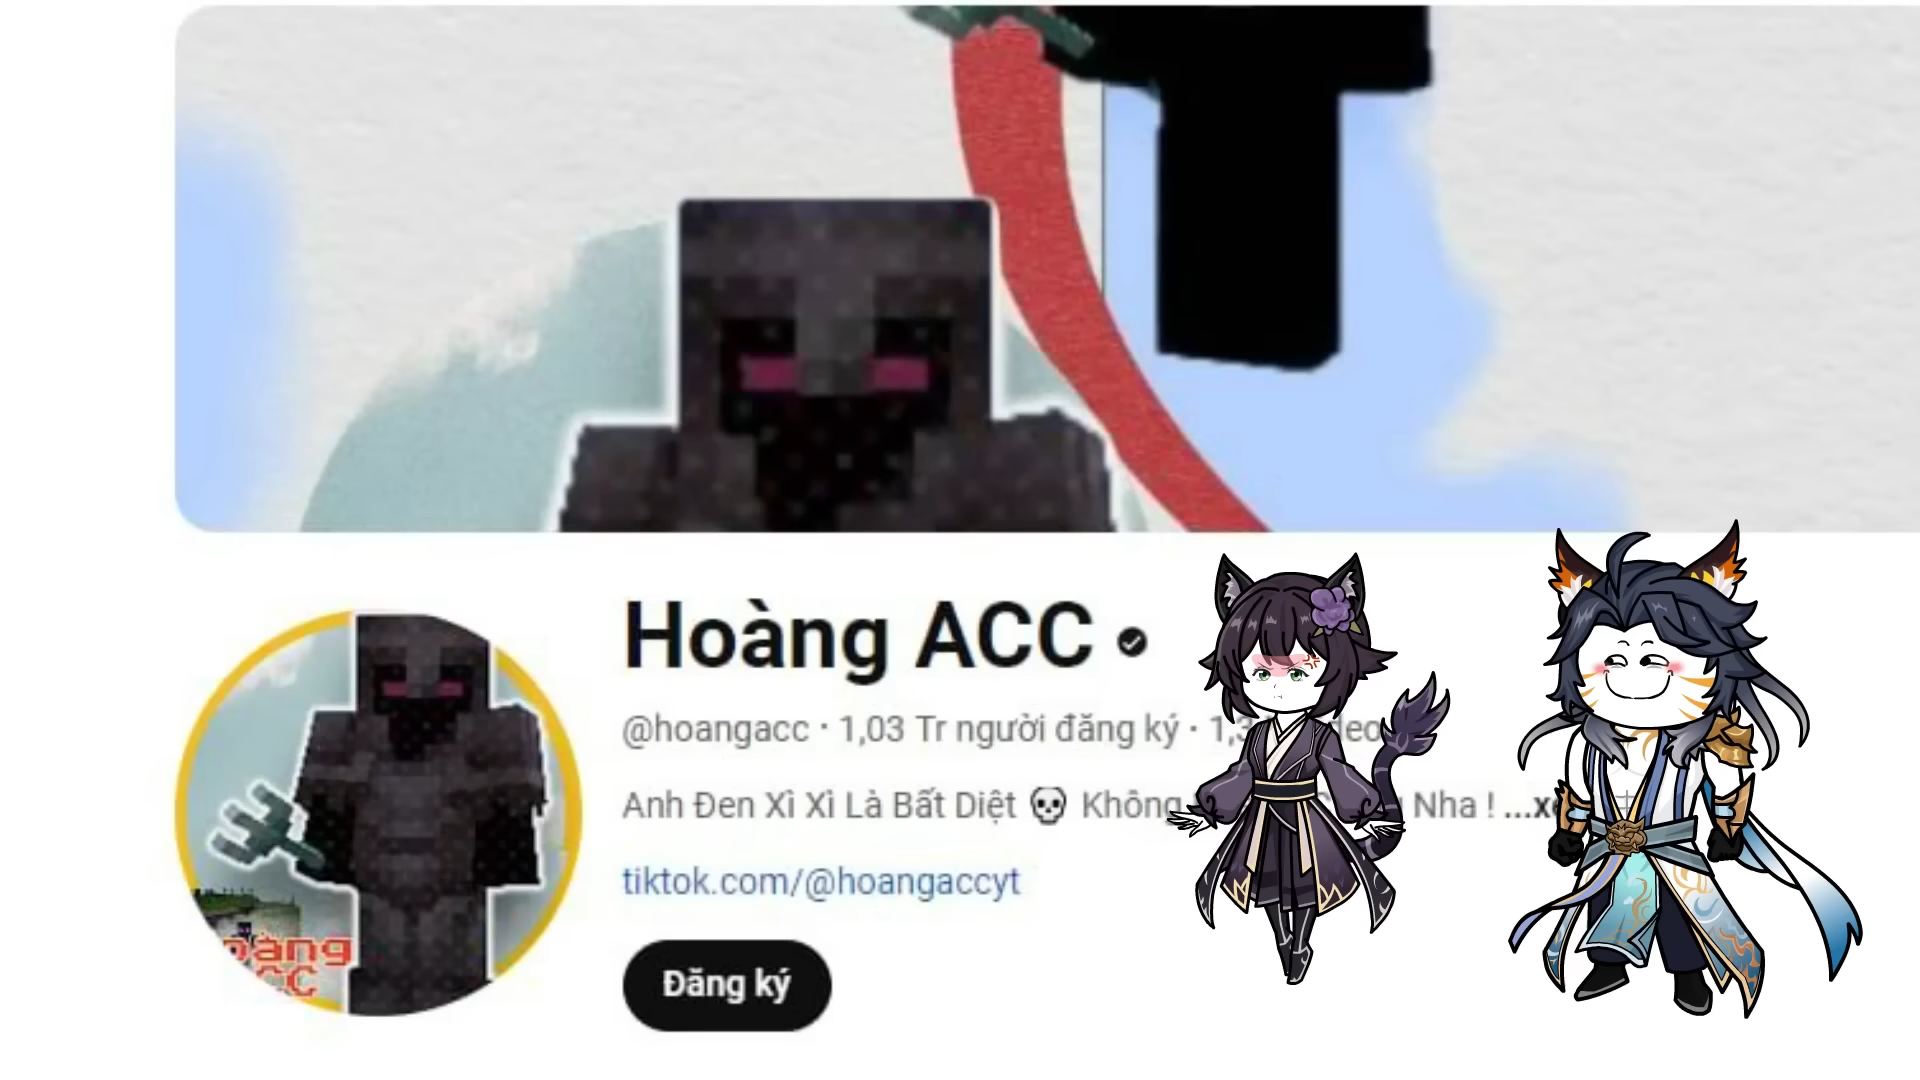 Hoàng ACC
@hoangacc · 1,03 Tr người đăng ký · 1,3
Anh Đen Xì Xì Là Bất Diệt 💀 Không Nha ! ...x
tiktok.com/@hoangaccyt
Đăng ký